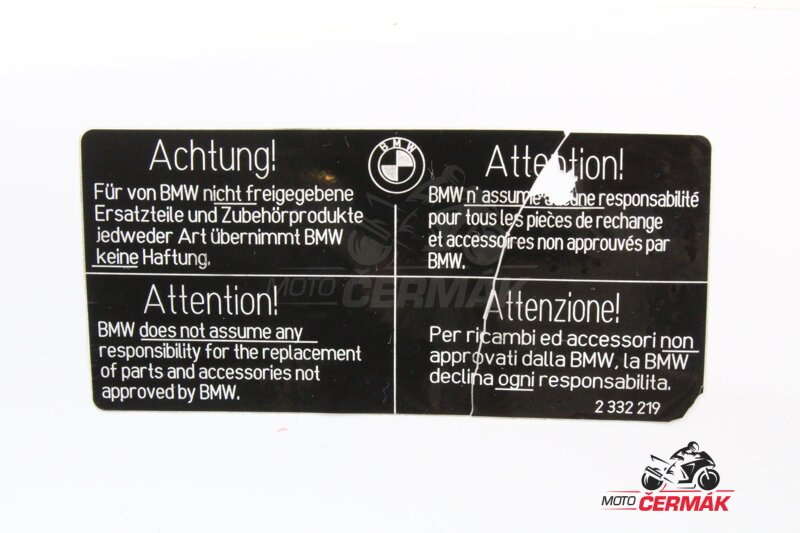 Achtung!
Für von BMW nicht freigegebene
Ersatzteile und Zubehörprodukte
jedweder Art übernimmt BMW
keine Haftung.
BMW
Attention!
BMW n'assume aucune responsabilité
pour tous les pièces de rechange
et accessoires non approuvés par
BMW.
Attention!
BMW does not assume any
responsibility for the replacement
of parts and accessories not
approved by BMW.
Attenzione!
Per ricambi ed accessori non
approvati dalla BMW, la BMW
declina ogni responsabilita.
2 332 219
MOTO ČERMÁK
MOTO ČERMÁK